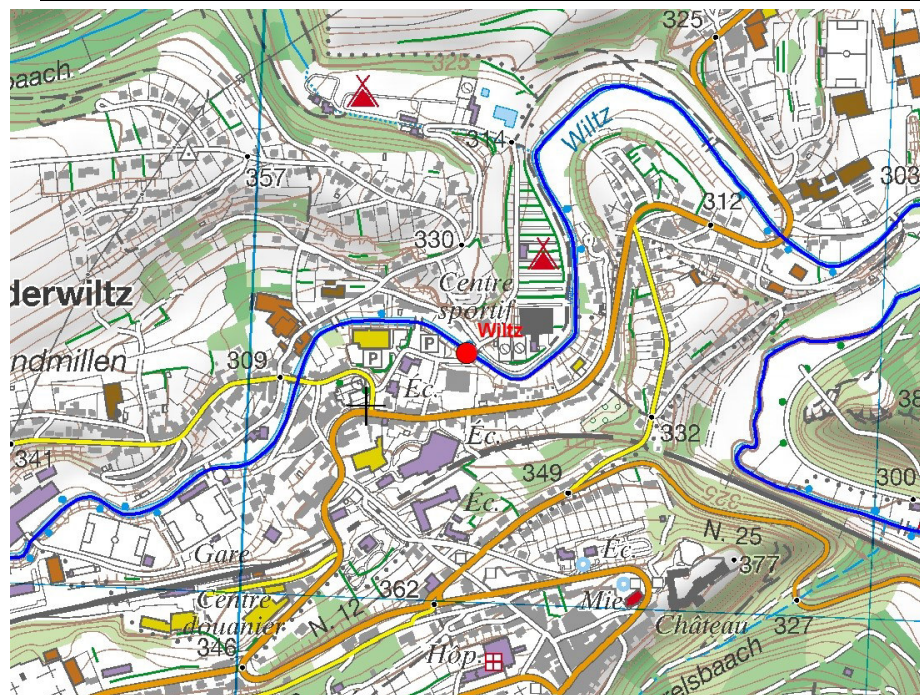 325
325
baach
Wiltz
314
357
303
312
330
Centre
sportif
derwiltz
Wiltz
ndmillen
309
P
P
Éc.
38
341
Éc.
332
349
300
325
Éc.
N. 25
Gare
Éc.
377
362
Centre
douanier
N. 12
Mie
Château
327
346
Hôp.
elsbaach